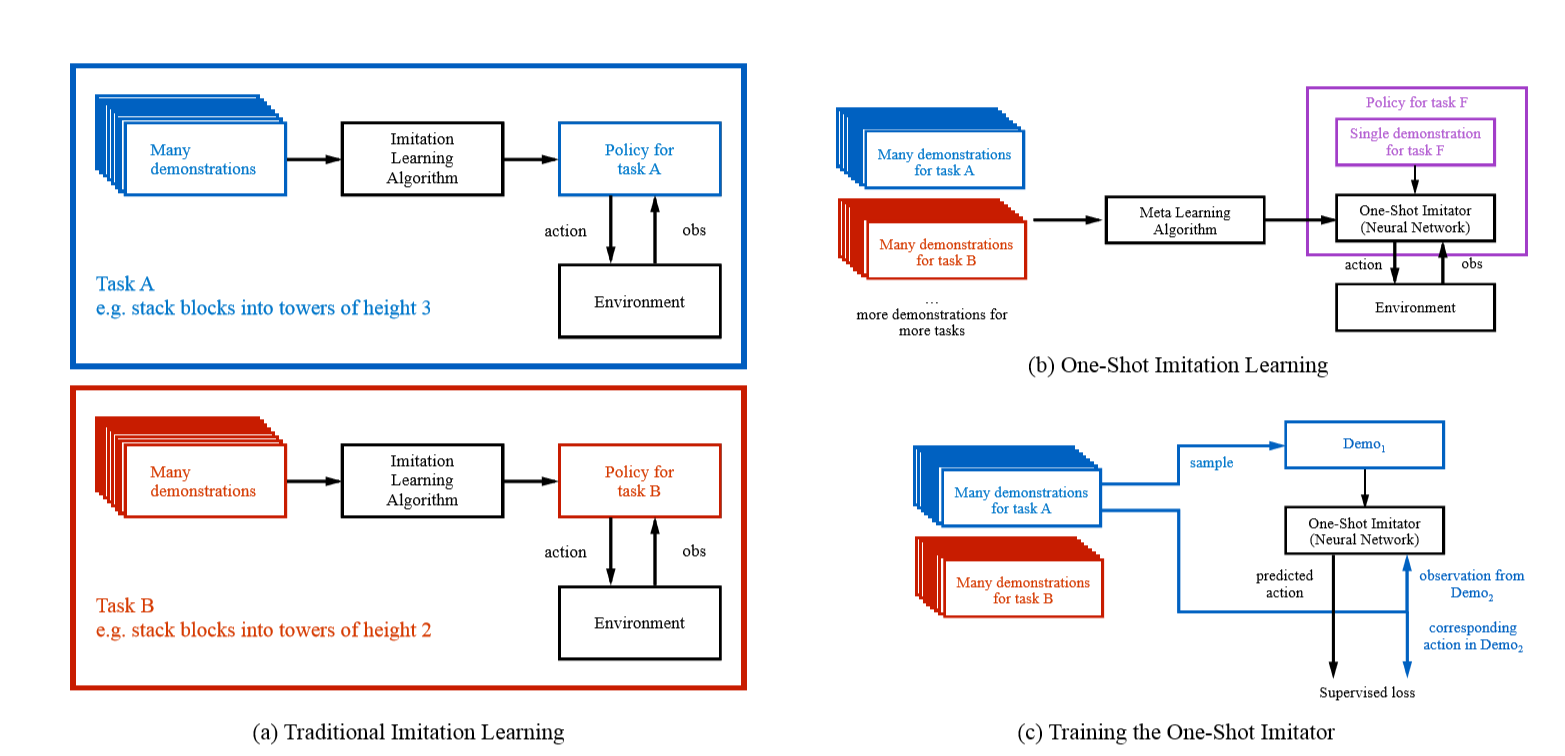 Many
demonstrations
Imitation
Learning
Algorithm
Policy for
task A
action
obs
Environment
Task A
e.g. stack blocks into towers of height 3
Many
demonstrations
Imitation
Learning
Algorithm
Policy for
task B
action
obs
Environment
Task B
e.g. stack blocks into towers of height 2
(a) Traditional Imitation Learning
Many demonstrations
for task A
Many demonstrations
for task B
...
more demonstrations for
more tasks
Meta Learning
Algorithm
Policy for task F
Single demonstration
for task F
One-Shot Imitator
(Neural Network)
action
obs
Environment
(b) One-Shot Imitation Learning
Many demonstrations
for task A
Many demonstrations
for task B
sample
Demo₁
One-Shot Imitator
(Neural Network)
predicted
action
observation from
Demo₂
corresponding
action in Demo₂
Supervised loss
(c) Training the One-Shot Imitator